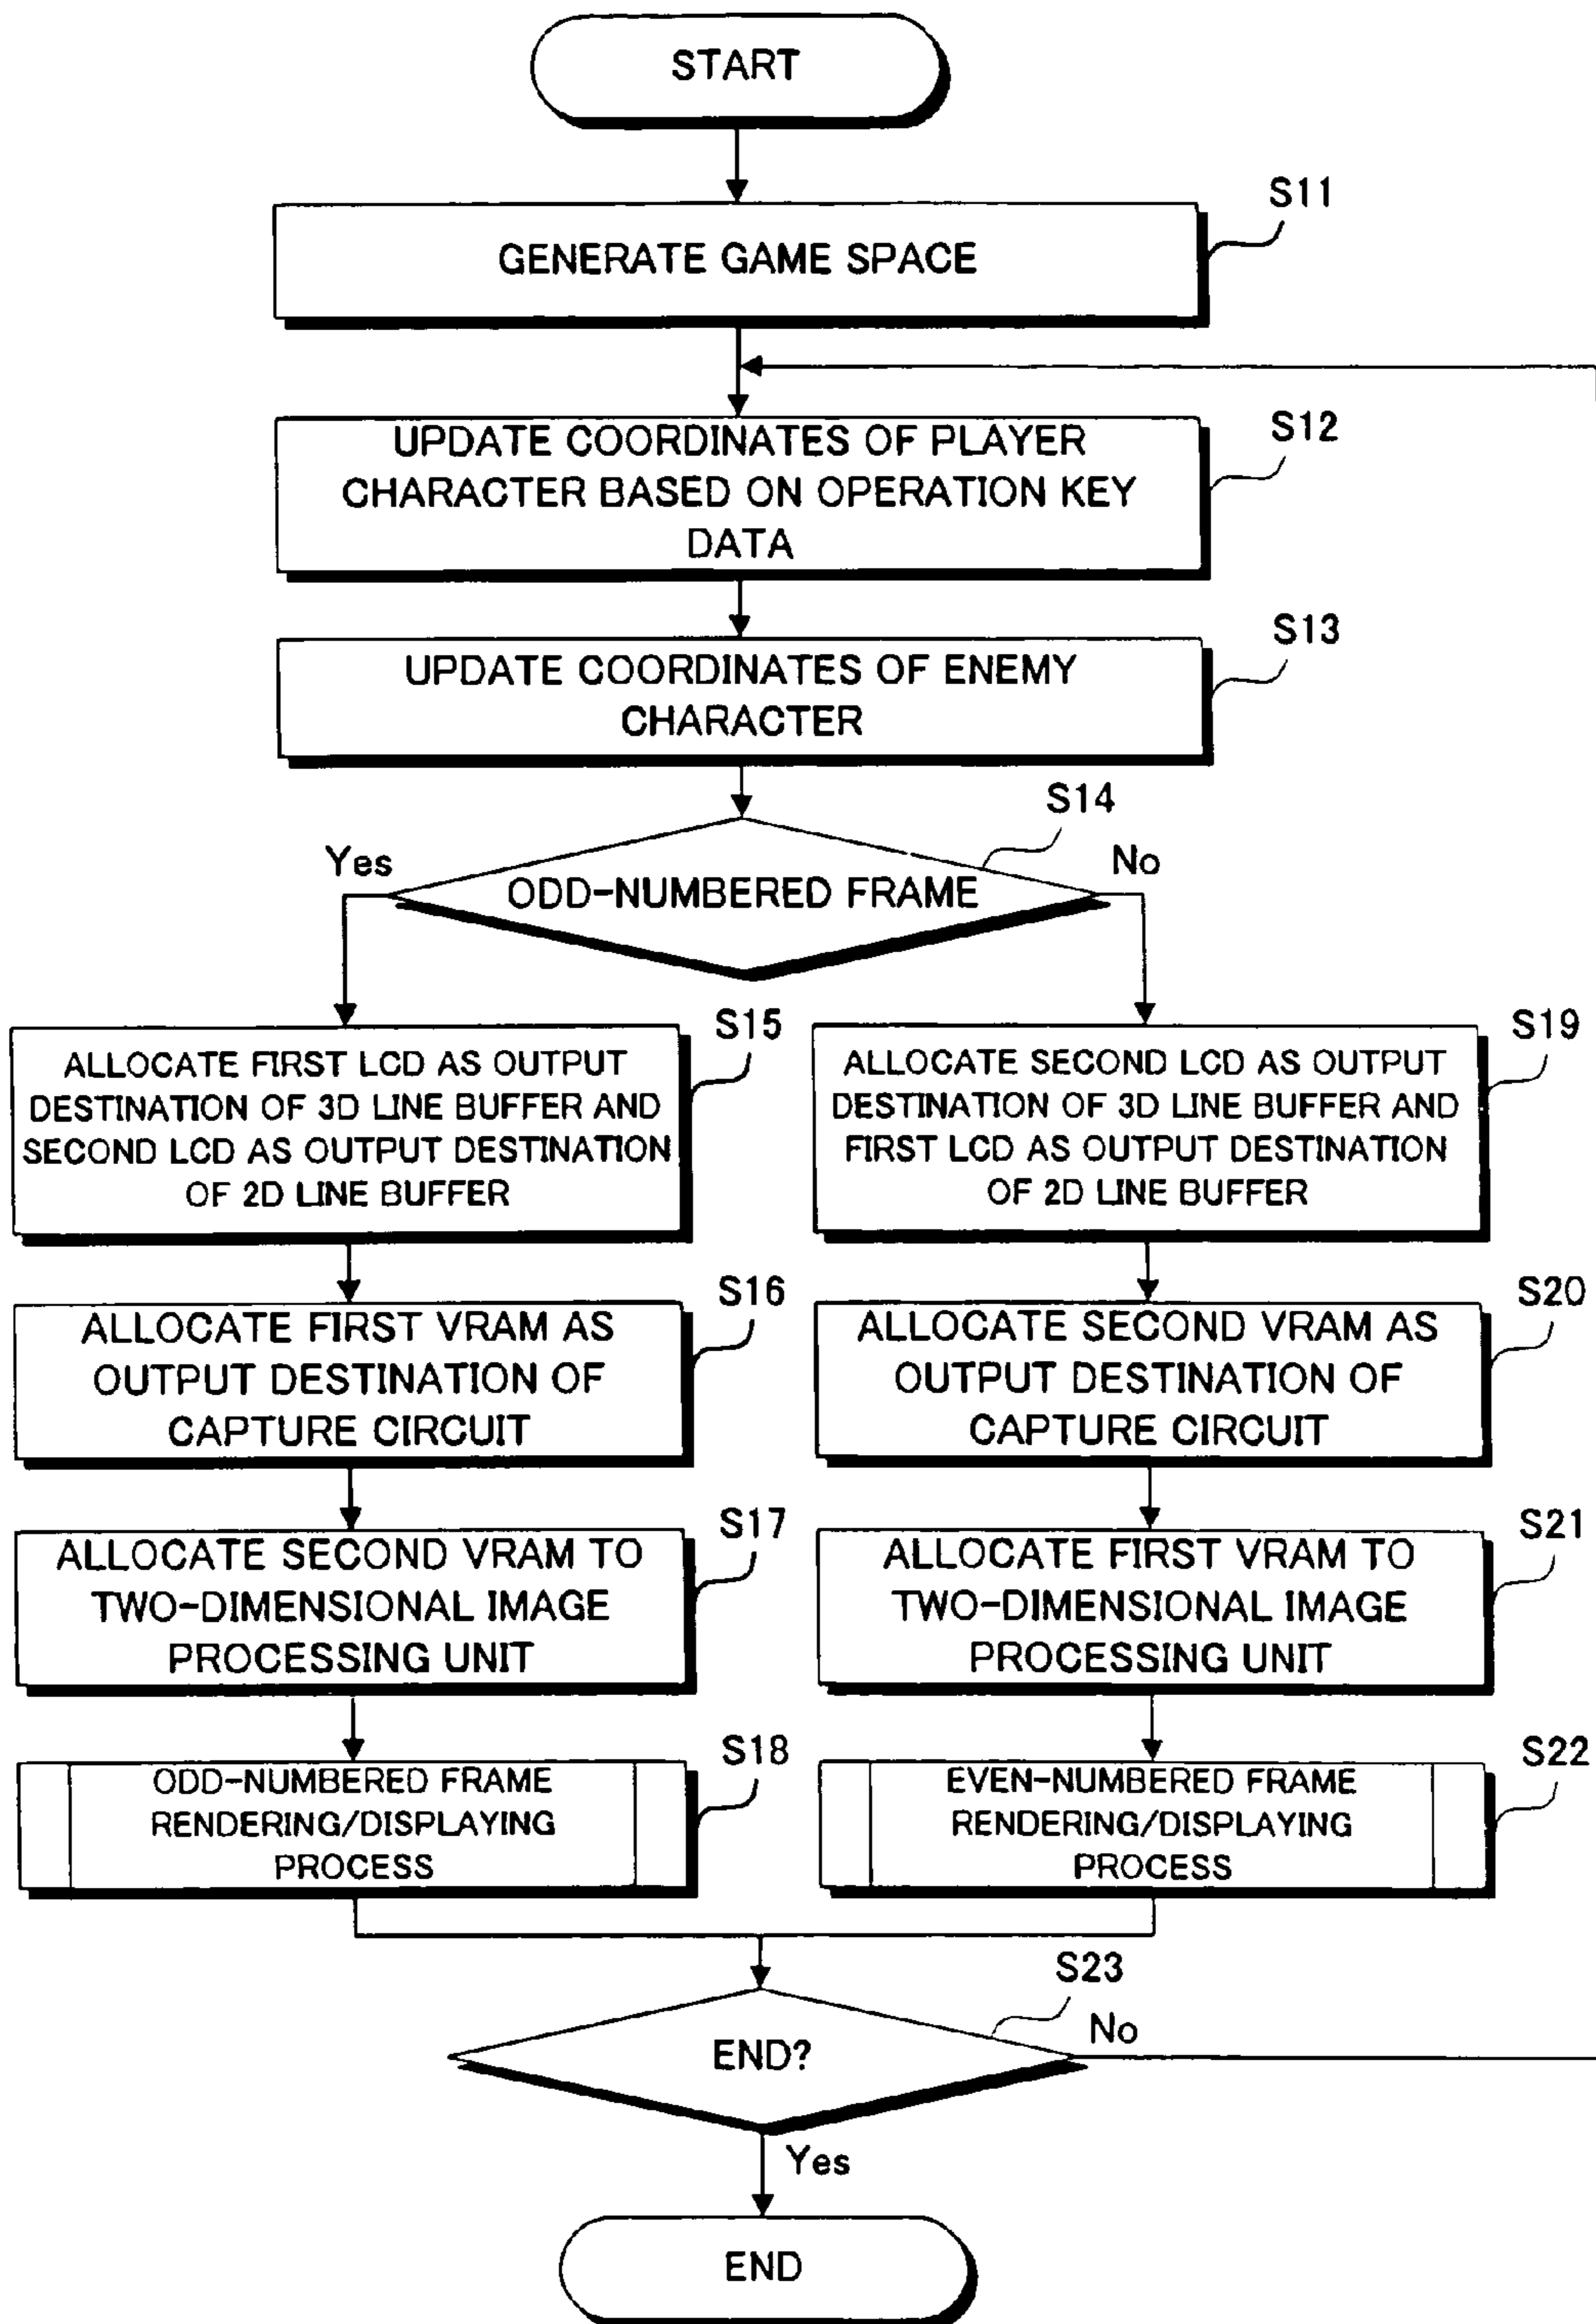 START
S11
GENERATE GAME SPACE
S12
UPDATE COORDINATES OF PLAYER
CHARACTER BASED ON OPERATION KEY
DATA
S13
UPDATE COORDINATES OF ENEMY
CHARACTER
S14
Yes
No
ODD-NUMBERED FRAME
S15
ALLOCATE FIRST LCD AS OUTPUT
DESTINATION OF 3D LINE BUFFER AND
SECOND LCD AS OUTPUT DESTINATION
OF 2D LINE BUFFER
S16
ALLOCATE FIRST VRAM AS
OUTPUT DESTINATION OF
CAPTURE CIRCUIT
S17
ALLOCATE SECOND VRAM TO
TWO-DIMENSIONAL IMAGE
PROCESSING UNIT
S18
ODD-NUMBERED FRAME
RENDERING/DISPLAYING
PROCESS
S19
ALLOCATE SECOND LCD AS OUTPUT
DESTINATION OF 3D LINE BUFFER AND
FIRST LCD AS OUTPUT DESTINATION
OF 2D LINE BUFFER
S20
ALLOCATE SECOND VRAM AS
OUTPUT DESTINATION OF
CAPTURE CIRCUIT
S21
ALLOCATE FIRST VRAM TO
TWO-DIMENSIONAL IMAGE
PROCESSING UNIT
S22
EVEN-NUMBERED FRAME
RENDERING/DISPLAYING
PROCESS
S23
END?
No
Yes
END